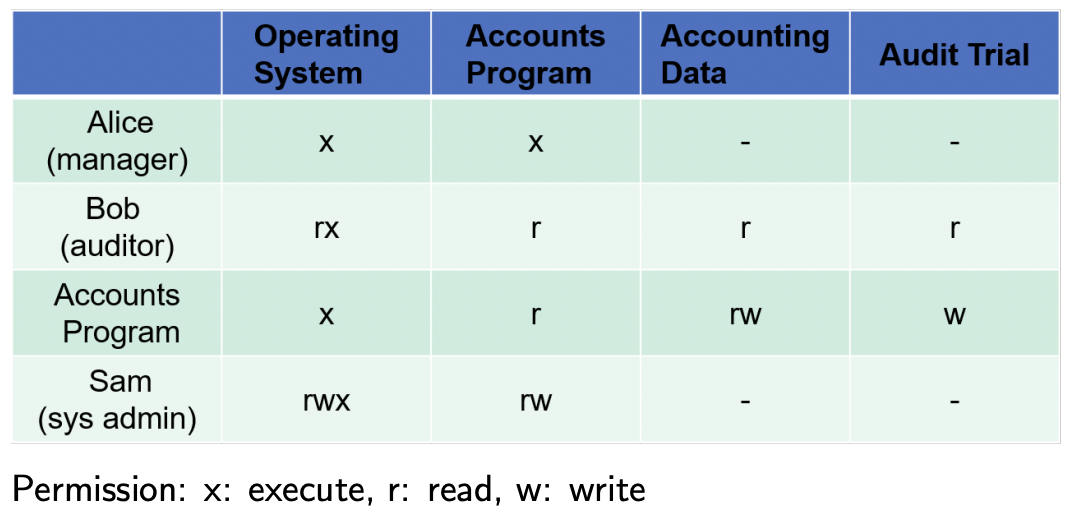 Operating System
Accounts Program
Accounting Data
Audit Trial
Alice (manager)
x
x
-
-
Bob (auditor)
rx
r
r
r
Accounts Program
x
r
rw
w
Sam (sys admin)
rwx
rw
-
-
Permission: x: execute, r: read, w: write